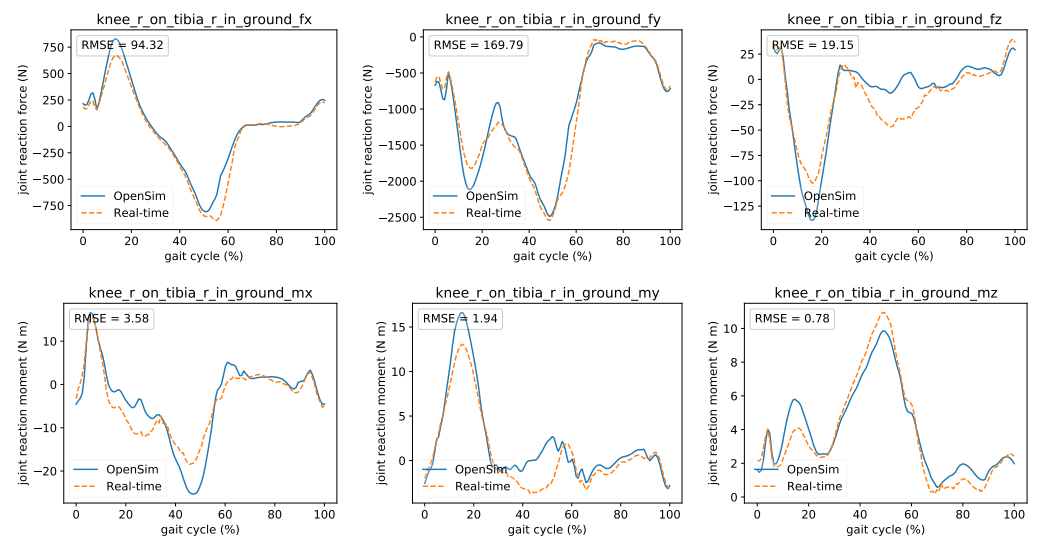 knee_r_on_tibia_r_in_ground_fx
RMSE = 94.32
joint reaction force (N)
750
500
250
0
−250
−500
−750
OpenSim
Real-time
0 20 40 60 80 100
gait cycle (%)
knee_r_on_tibia_r_in_ground_fy
RMSE = 169.79
joint reaction force (N)
0
−500
−1000
−1500
−2000
−2500
OpenSim
Real-time
0 20 40 60 80 100
gait cycle (%)
knee_r_on_tibia_r_in_ground_fz
RMSE = 19.15
joint reaction force (N)
25
0
−25
−50
−75
−100
−125
OpenSim
Real-time
0 20 40 60 80 100
gait cycle (%)
knee_r_on_tibia_r_in_ground_mx
RMSE = 3.58
joint reaction moment (N m)
10
0
−10
−20
OpenSim
Real-time
0 20 40 60 80 100
gait cycle (%)
knee_r_on_tibia_r_in_ground_my
RMSE = 1.94
joint reaction moment (N m)
15
10
5
0
OpenSim
Real-time
0 20 40 60 80 100
gait cycle (%)
knee_r_on_tibia_r_in_ground_mz
RMSE = 0.78
joint reaction moment (N m)
10
8
6
4
2
0
OpenSim
Real-time
0 20 40 60 80 100
gait cycle (%)